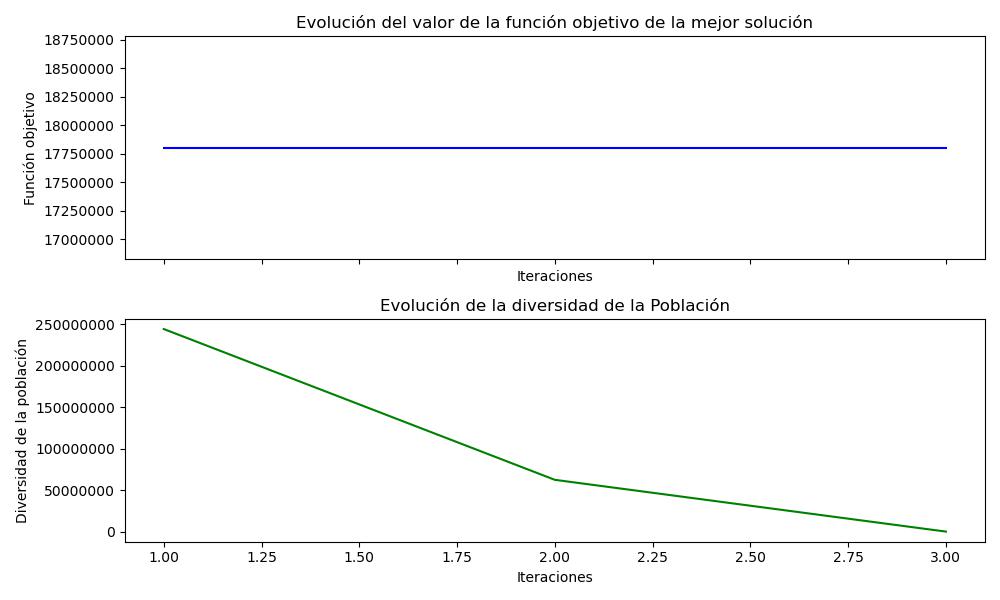 Evolución del valor de la función objetivo de la mejor solución
Función objetivo
18750000
18500000
18250000
18000000
17750000
17500000
17250000
17000000
Iteraciones
Evolución de la diversidad de la Población
Diversidad de la población
250000000
200000000
150000000
100000000
50000000
0
1.00 1.25 1.50 1.75 2.00 2.25 2.50 2.75 3.00
Iteraciones